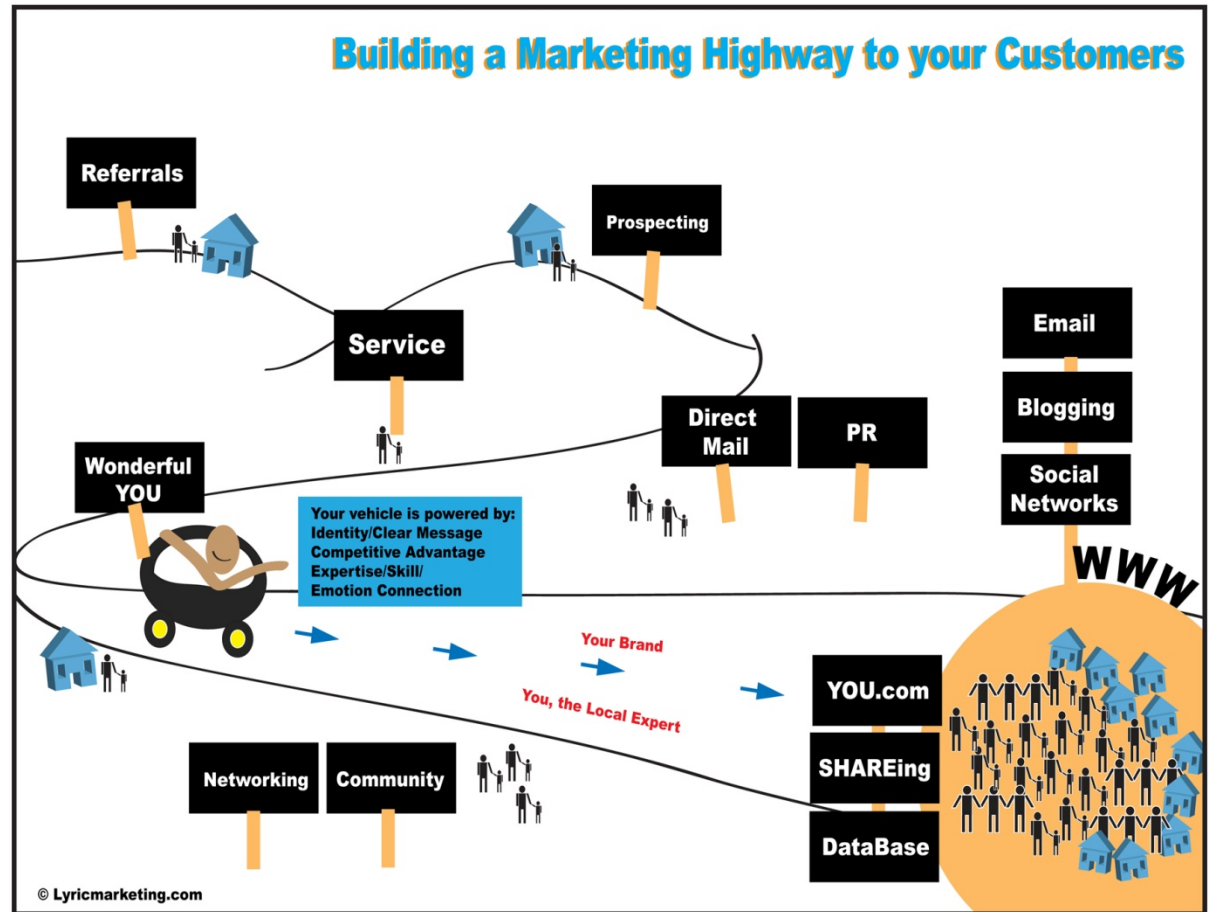 Building a Marketing Highway to your Customers
Referrals
Prospecting
Service
Email
Blogging
Social
Networks
Direct
Mail
PR
Wonderful
YOU
Your vehicle is powered by:
Identity/Clear Message
Competitive Advantage
Expertise/Skill/
Emotion Connection
WWW
Your Brand
You, the Local Expert
YOU.com
SHAREing
DataBase
Networking
Community
© Lyricmarketing.com